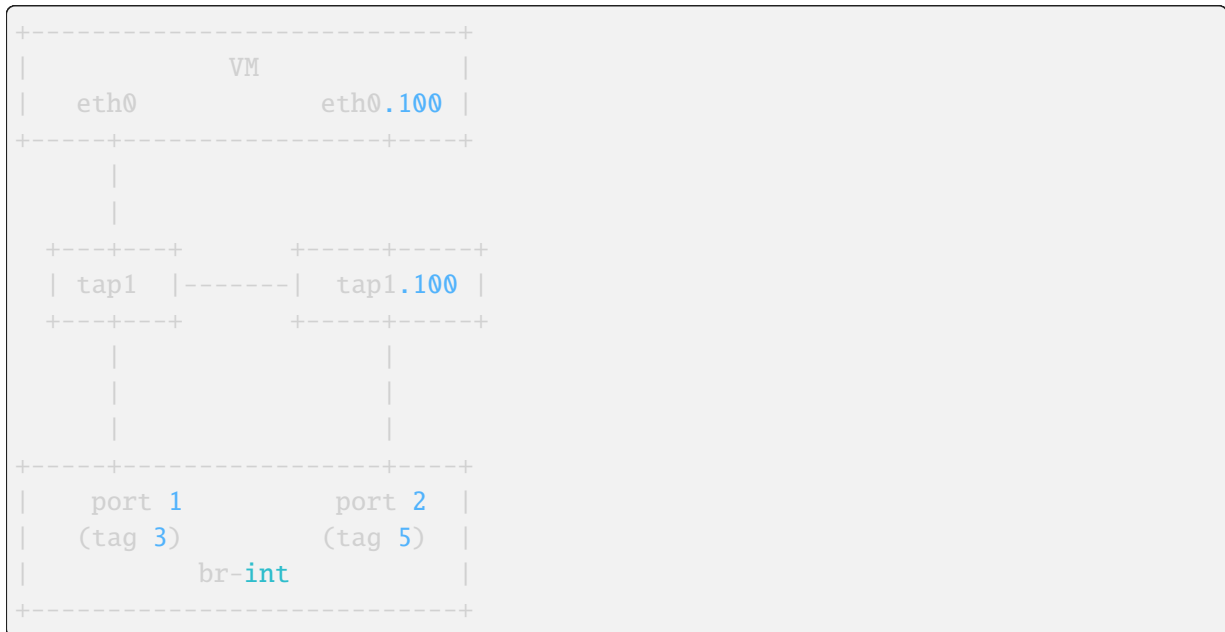 +-----------------------------+
|             VM             |
|   eth0            eth0.100 |
+-----+-----------------+-----+
      |
      |
  +---+---+       +-----+-----+
  | tap1  |-------|  tap1.100 |
  +---+---+       +-----+-----+
      |                 |
      |                 |
      |                 |
+-----+-----------------+-----+
|    port 1          port 2  |
|   (tag 3)         (tag 5)  |
|           br-int           |
+-----------------------------+